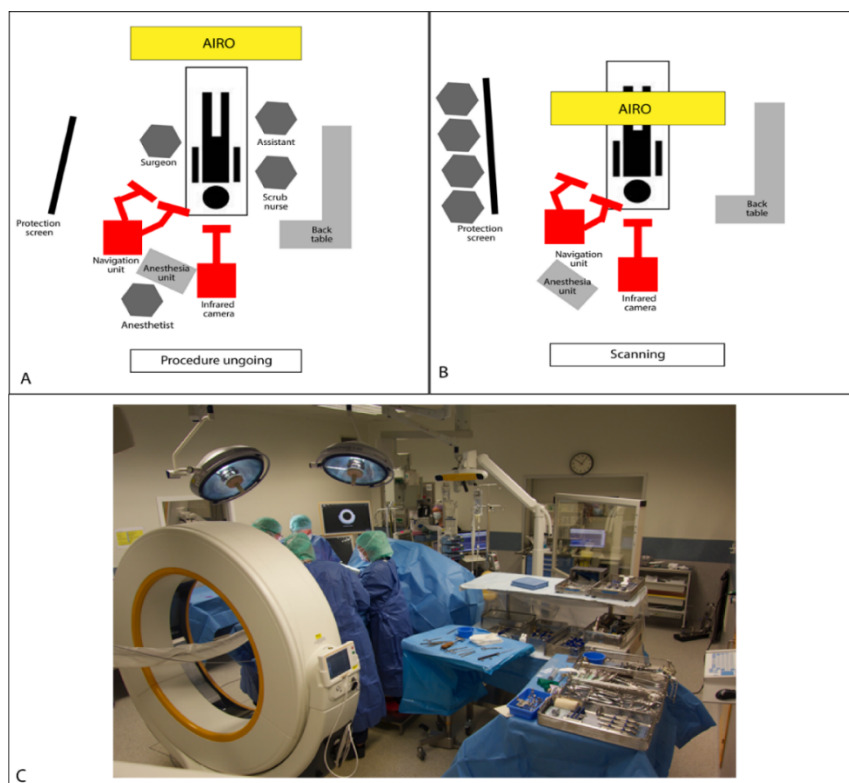 AIRO
Surgeon
Assistant
Scrub
nurse
Protection
screen
Back
table
Navigation
unit
Anesthesia
unit
Infrared
camera
Anesthetist
Procedure ungoing
A
AIRO
Protection
screen
Back
table
Navigation
unit
Anesthesia
unit
Infrared
camera
Scanning
B
C